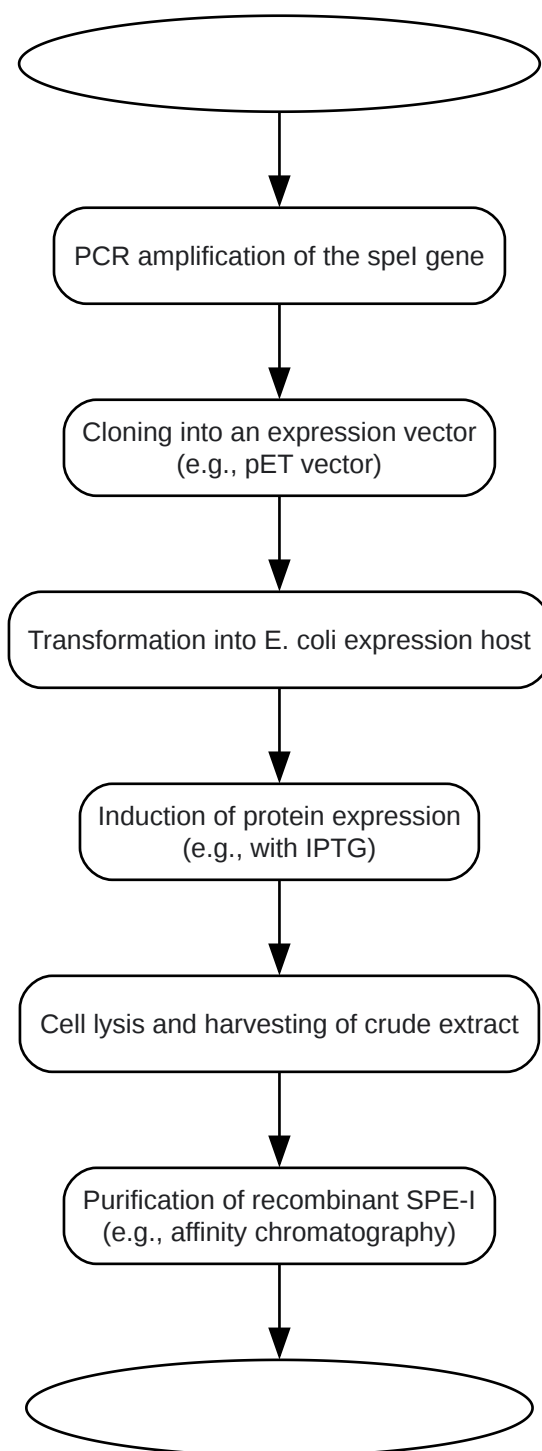 PCR amplification of the speI gene
Cloning into an expression vector
(e.g., pET vector)
Transformation into E. coli expression host
Induction of protein expression
(e.g., with IPTG)
Cell lysis and harvesting of crude extract
Purification of recombinant SPE-I
(e.g., affinity chromatography)